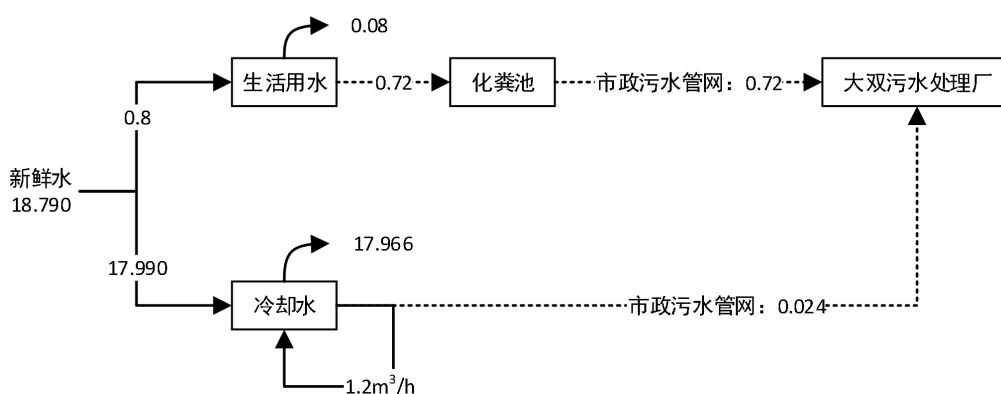 0.08
生活用水
0.72
化粪池
市政污水管网：0.72
大双污水处理厂
0.8
新鲜水
18.790
17.990
17.966
冷却水
市政污水管网：0.024
1.2m³/h